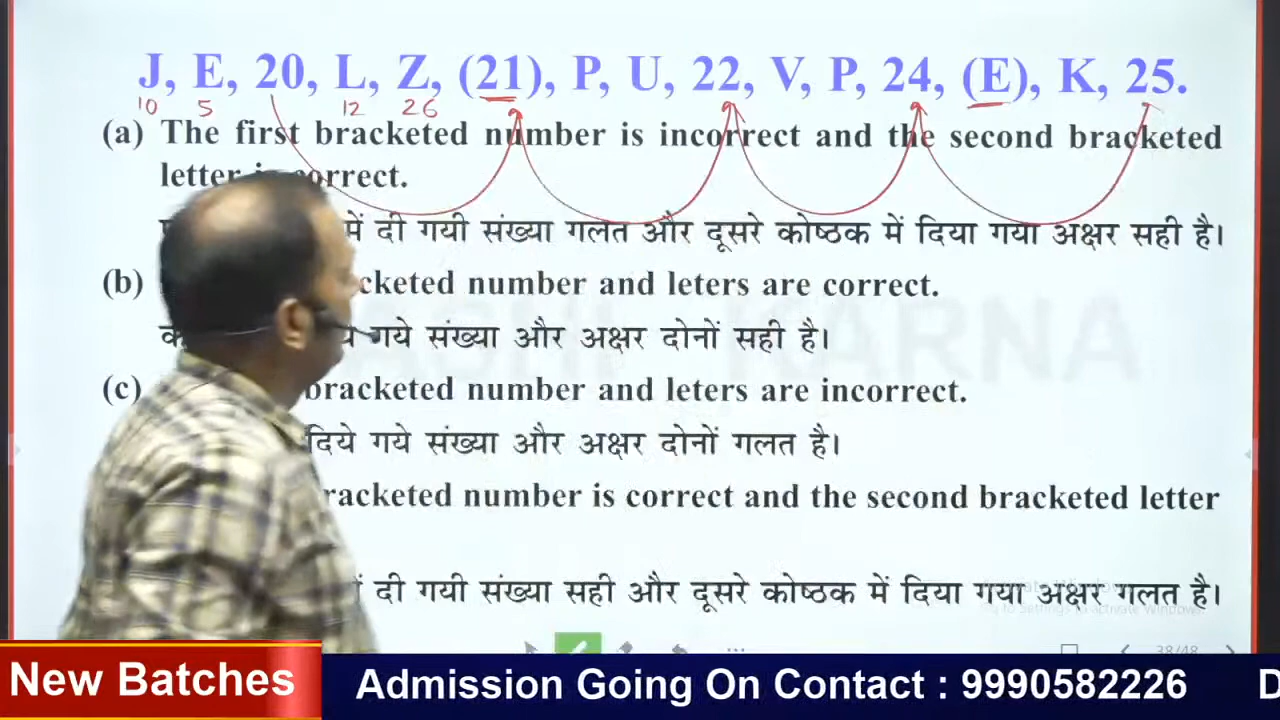 J, E, 20, L, Z, (21), P, U, 22, V, P, 24, (E), K, 25.
10 5 12 26
(a) The first bracketed number is incorrect and the second bracketed
letter is correct.
में दी गयी संख्या गलत और दूसरे कोष्ठक में दिया गया अक्षर सही है।
(b) cketed number and leters are correct.
गये संख्या और अक्षर दोनों सही है।
(c) bracketed number and leters are incorrect.
दिये गये संख्या और अक्षर दोनों गलत है।
racketed number is correct and the second bracketed letter
दी गयी संख्या सही और दूसरे कोष्ठक में दिया गया अक्षर गलत है।
KARNA
38/48
New Batches Admission Going On Contact : 9990582226 D